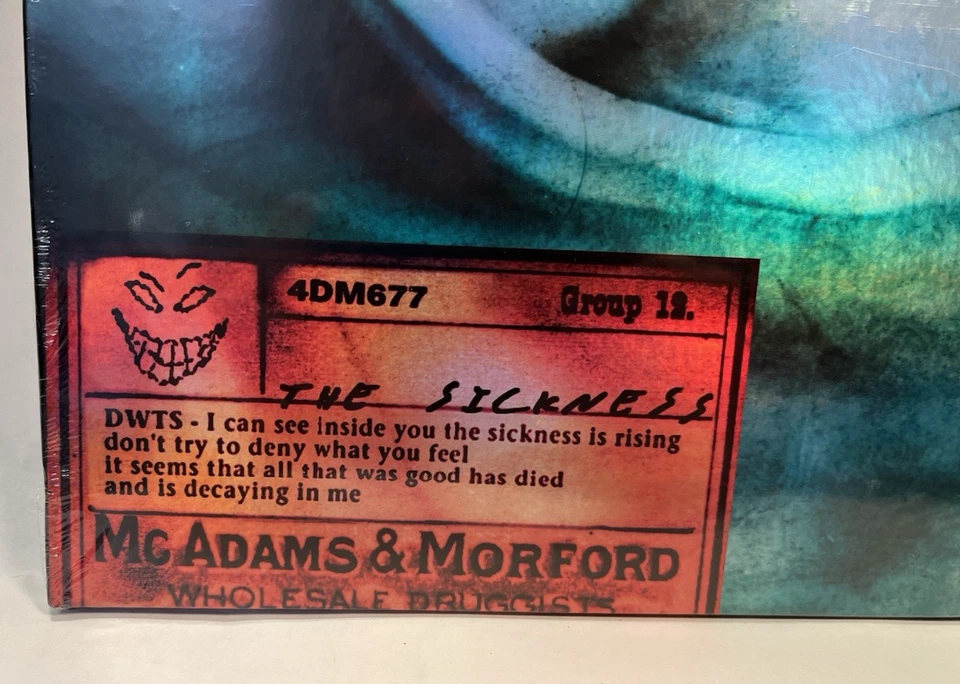 4DM677
Group 12.
THE SICKNESS
DWTS - I can see inside you the sickness is rising
don't try to deny what you feel
it seems that all that was good has died
and is decaying in me
McADAMS & MORFORD
WHOLESALE DRUGGISTS